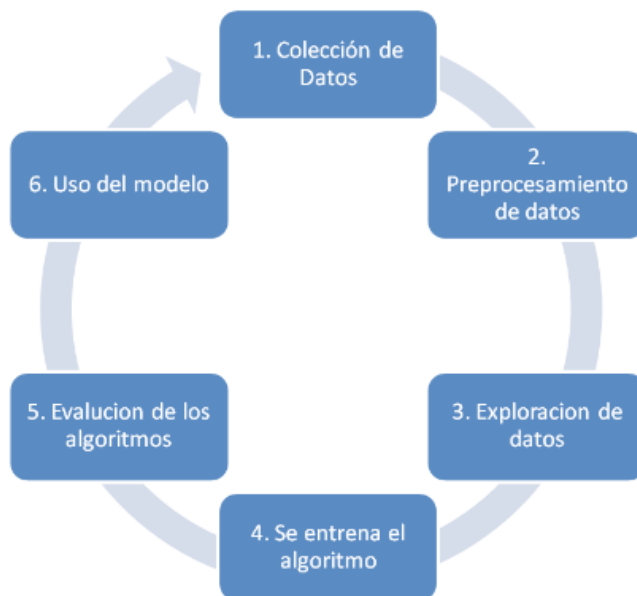 1. Colección de
Datos
2.
Preprocesamiento
de datos
3. Exploracion de
datos
4. Se entrena el
algoritmo
5. Evalucion de los
algoritmos
6. Uso del modelo